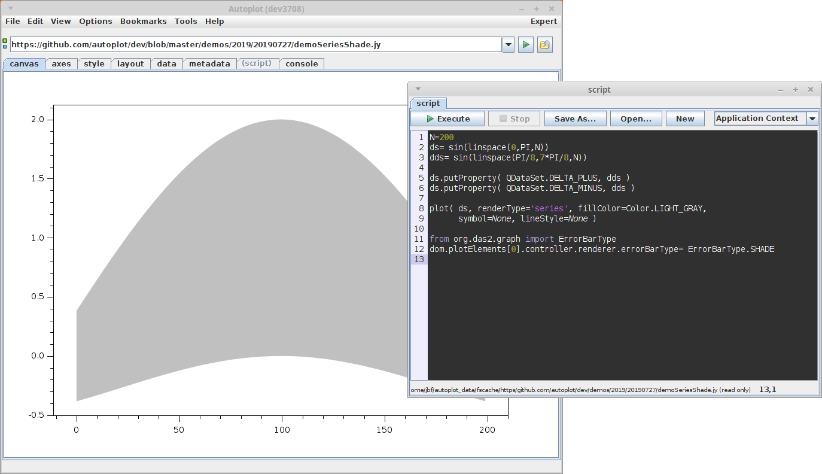 Autoplot (dev3708)
File Edit View Options Bookmarks Tools Help Expert
https://github.com/autoplot/dev/blob/master/demos/2019/20190727/demoSeriesShade.jy
canvas axes style layout data metadata (script) console
2.0
1.5
1.0
0.5
0.0
-0.5
0 50 100 150 200
script
script
Execute Stop Save As... Open... New Application Context
1 N=200
2 ds= sin(linspace(0,PI,N))
3 dds= sin(linspace(PI/8,7*PI/8,N))
4
5 ds.putProperty( QDataSet.DELTA_PLUS, dds )
6 ds.putProperty( QDataSet.DELTA_MINUS, dds )
7
8 plot( ds, renderType='series', fillColor=Color.LIGHT_GRAY,
9 symbol=None, lineStyle=None )
10
11 from org.das2.graph import ErrorBarType
12 dom.plotElements[0].controller.renderer.errorBarType= ErrorBarType.SHADE
13
ome/jbf/autoplot_data/fscache/https/github.com/autoplot/dev/demos/2019/20190727/demoSeriesShade.jy (read only) 13,1